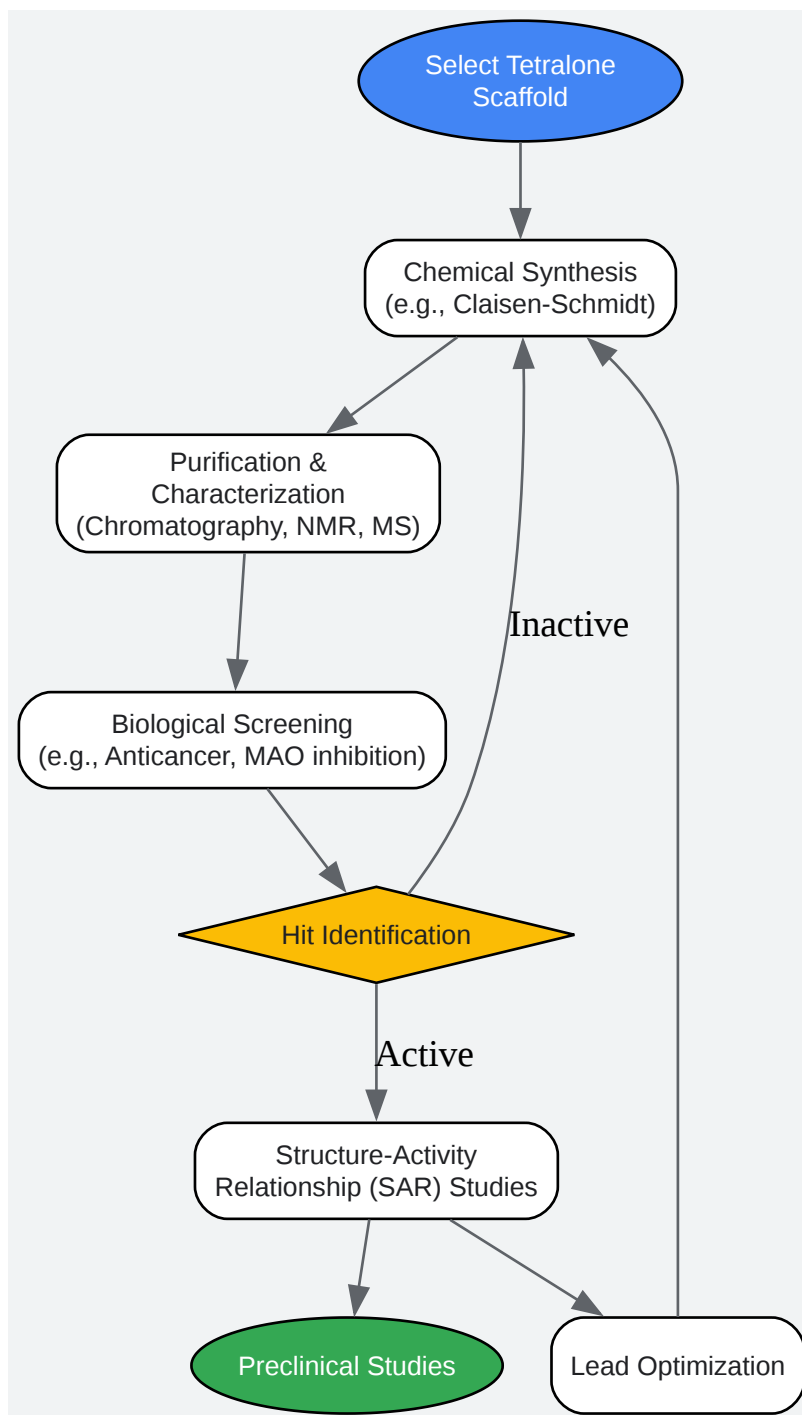 Select Tetralone
Scaffold
Chemical Synthesis
(e.g., Claisen-Schmidt)
Purification &
Characterization
(Chromatography, NMR, MS)
Inactive
Biological Screening
(e.g., Anticancer, MAO inhibition)
Hit Identification
Active
Structure-Activity
Relationship (SAR) Studies
Preclinical Studies
Lead Optimization